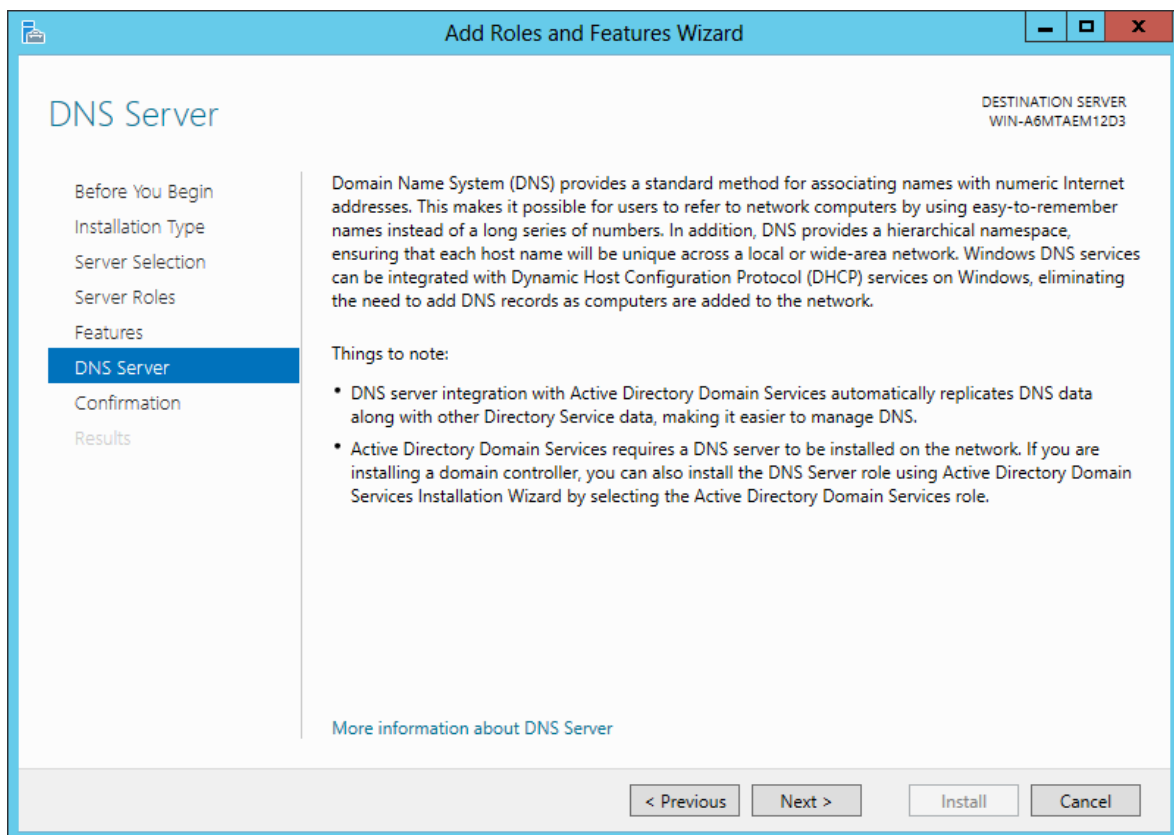 Add Roles and Features Wizard
DNS Server
DESTINATION SERVER
WIN-A6MTAEM12D3
Before You Begin
Installation Type
Server Selection
Server Roles
Features
DNS Server
Confirmation
Results
Domain Name System (DNS) provides a standard method for associating names with numeric Internet
addresses. This makes it possible for users to refer to network computers by using easy-to-remember
names instead of a long series of numbers. In addition, DNS provides a hierarchical namespace,
ensuring that each host name will be unique across a local or wide-area network. Windows DNS services
can be integrated with Dynamic Host Configuration Protocol (DHCP) services on Windows, eliminating
the need to add DNS records as computers are added to the network.
Things to note:
• DNS server integration with Active Directory Domain Services automatically replicates DNS data
along with other Directory Service data, making it easier to manage DNS.
• Active Directory Domain Services requires a DNS server to be installed on the network. If you are
installing a domain controller, you can also install the DNS Server role using Active Directory Domain
Services Installation Wizard by selecting the Active Directory Domain Services role.
More information about DNS Server
< Previous
Next >
Install
Cancel